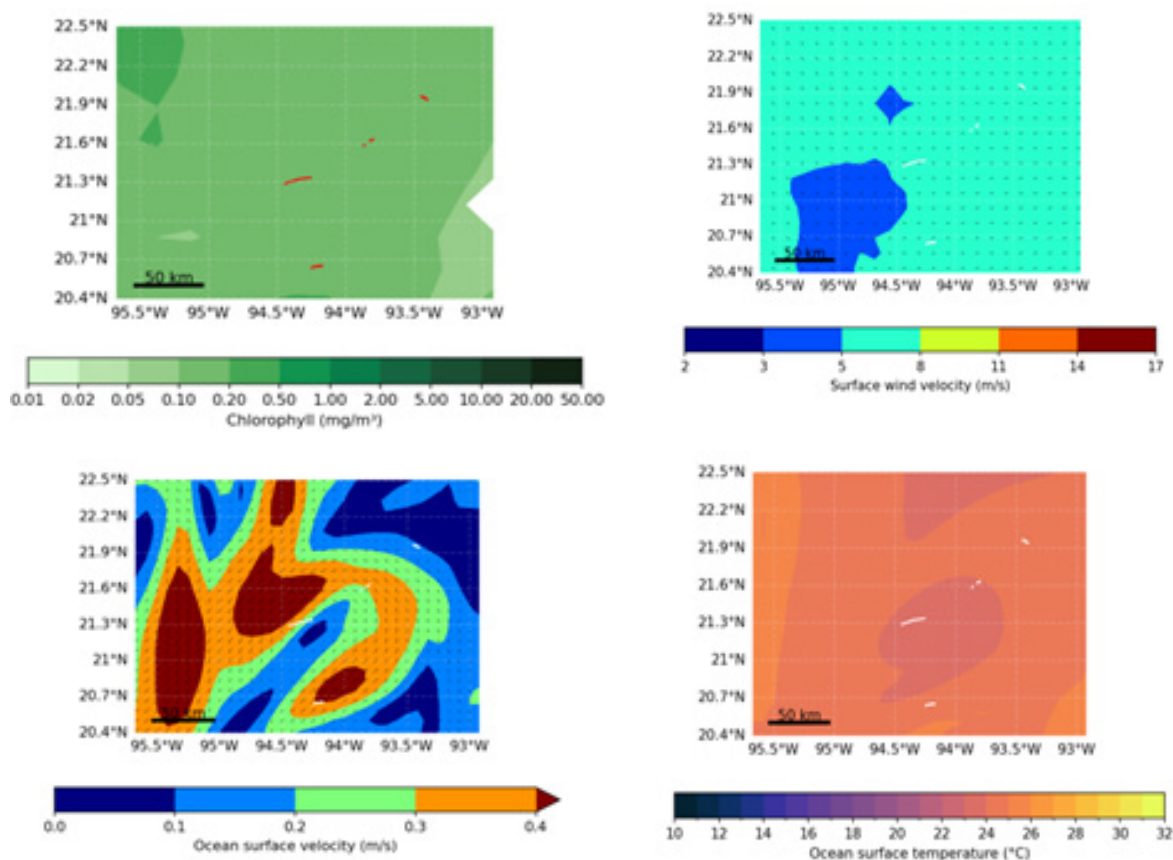 22.5°N
22.2°N
21.9°N
21.6°N
21.3°N
21°N
20.7°N
20.4°N
50 km
95.5°W 95°W 94.5°W 94°W 93.5°W 93°W
0.01 0.02 0.05 0.10 0.20 0.50 1.00 2.00 5.00 10.00 20.00 50.00
Chlorophyll (mg/m³)
22.5°N
22.2°N
21.9°N
21.6°N
21.3°N
21°N
20.7°N
20.4°N
50 km
95.5°W 95°W 94.5°W 94°W 93.5°W 93°W
2 3 5 8 11 14 17
Surface wind velocity (m/s)
22.5°N
22.2°N
21.9°N
21.6°N
21.3°N
21°N
20.7°N
20.4°N
50 km
95.5°W 95°W 94.5°W 94°W 93.5°W 93°W
0.0 0.1 0.2 0.3 0.4
Ocean surface velocity (m/s)
22.5°N
22.2°N
21.9°N
21.6°N
21.3°N
21°N
20.7°N
20.4°N
50 km
95.5°W 95°W 94.5°W 94°W 93.5°W 93°W
10 12 14 16 18 20 22 24 26 28 30 32
Ocean surface temperature (°C)